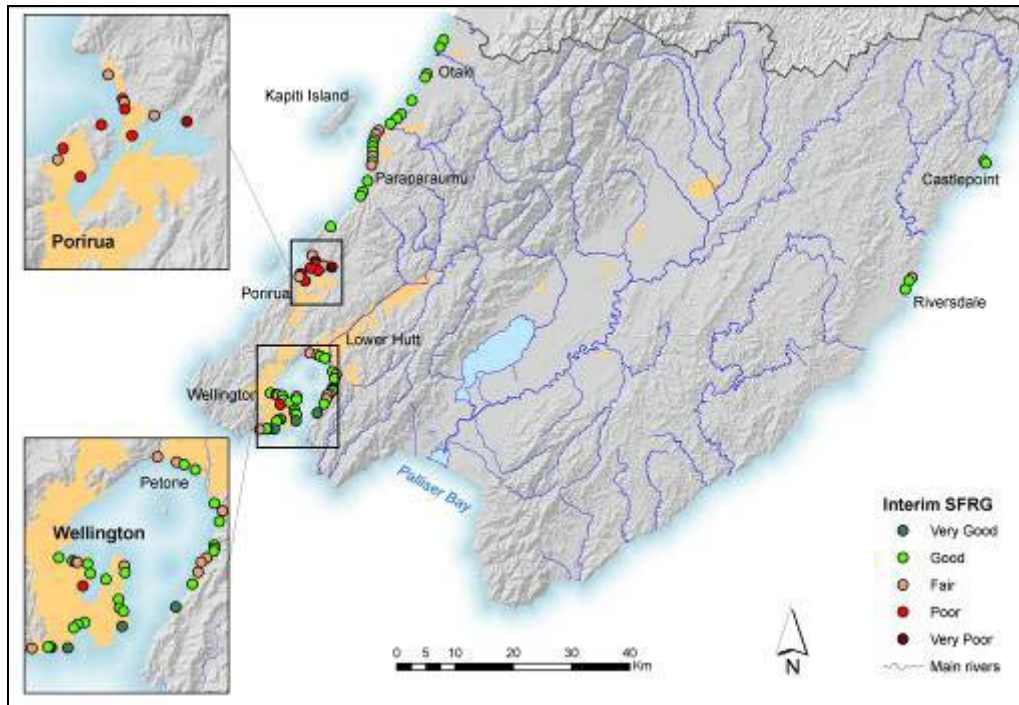 Otaki
Kapiti Island
Paraparaumu
Castlepoint
Porirua
Porirua
Riversdale
Lower Hutt
Wellington
Petone
Wellington
Palliser Bay
Interim SFRG
Very Good
Good
Fair
Poor
Very Poor
Main rivers
0 5 10 20 30 40
Km
N